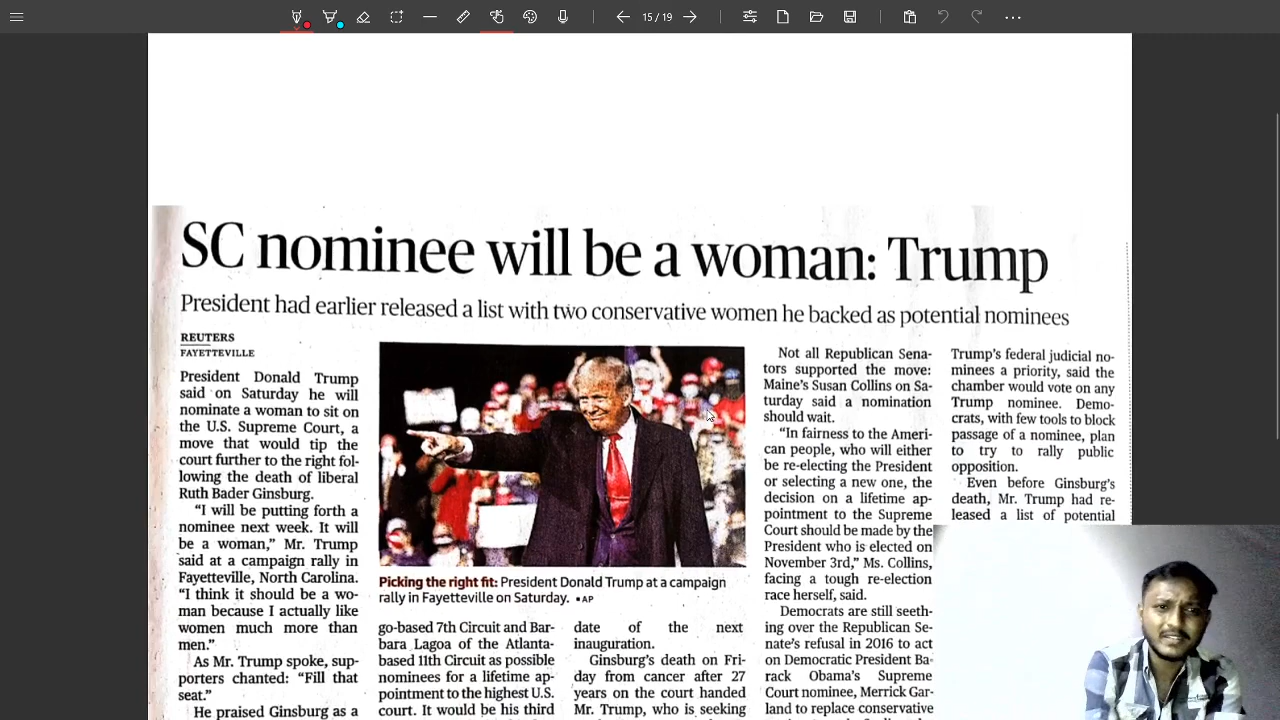 15 / 19
SC nominee will be a woman: Trump
President had earlier released a list with two conservative women he backed as potential nominees
REUTERS
FAYETTEVILLE
President Donald Trump
said on Saturday he will
nominate a woman to sit on
the U.S. Supreme Court, a
move that would tip the
court further to the right fol-
lowing the death of liberal
Ruth Bader Ginsburg.
“I will be putting forth a
nominee next week. It will
be a woman,” Mr. Trump
said at a campaign rally in
Fayetteville, North Carolina.
“I think it should be a wo-
man because I actually like
women much more than
men.”
As Mr. Trump spoke, sup-
porters chanted: “Fill that
seat.”
He praised Ginsburg as a
Picking the right fit: President Donald Trump at a campaign
rally in Fayetteville on Saturday. ▪AP
go-based 7th Circuit and Bar-
bara Lagoa of the Atlanta-
based 11th Circuit as possible
nominees for a lifetime ap-
pointment to the highest U.S.
court. It would be his third
date of the next
inauguration.
Ginsburg’s death on Fri-
day from cancer after 27
years on the court handed
Mr. Trump, who is seeking
Not all Republican Sena-
tors supported the move:
Maine’s Susan Collins on Sa-
turday said a nomination
should wait.
“In fairness to the Ameri-
can people, who will either
be re-electing the President
or selecting a new one, the
decision on a lifetime ap-
pointment to the Supreme
Court should be made by the
President who is elected on
November 3rd,” Ms. Collins,
facing a tough re-election
race herself, said.
Democrats are still seeth-
ing over the Republican Se-
nate’s refusal in 2016 to act
on Democratic President Ba-
rack Obama’s Supreme
Court nominee, Merrick Gar-
land to replace conservative
Trump’s federal judicial no-
minees a priority, said the
chamber would vote on any
Trump nominee. Demo-
crats, with few tools to block
passage of a nominee, plan
to try to rally public
opposition.
Even before Ginsburg’s
death, Mr. Trump had re-
leased a list of potential